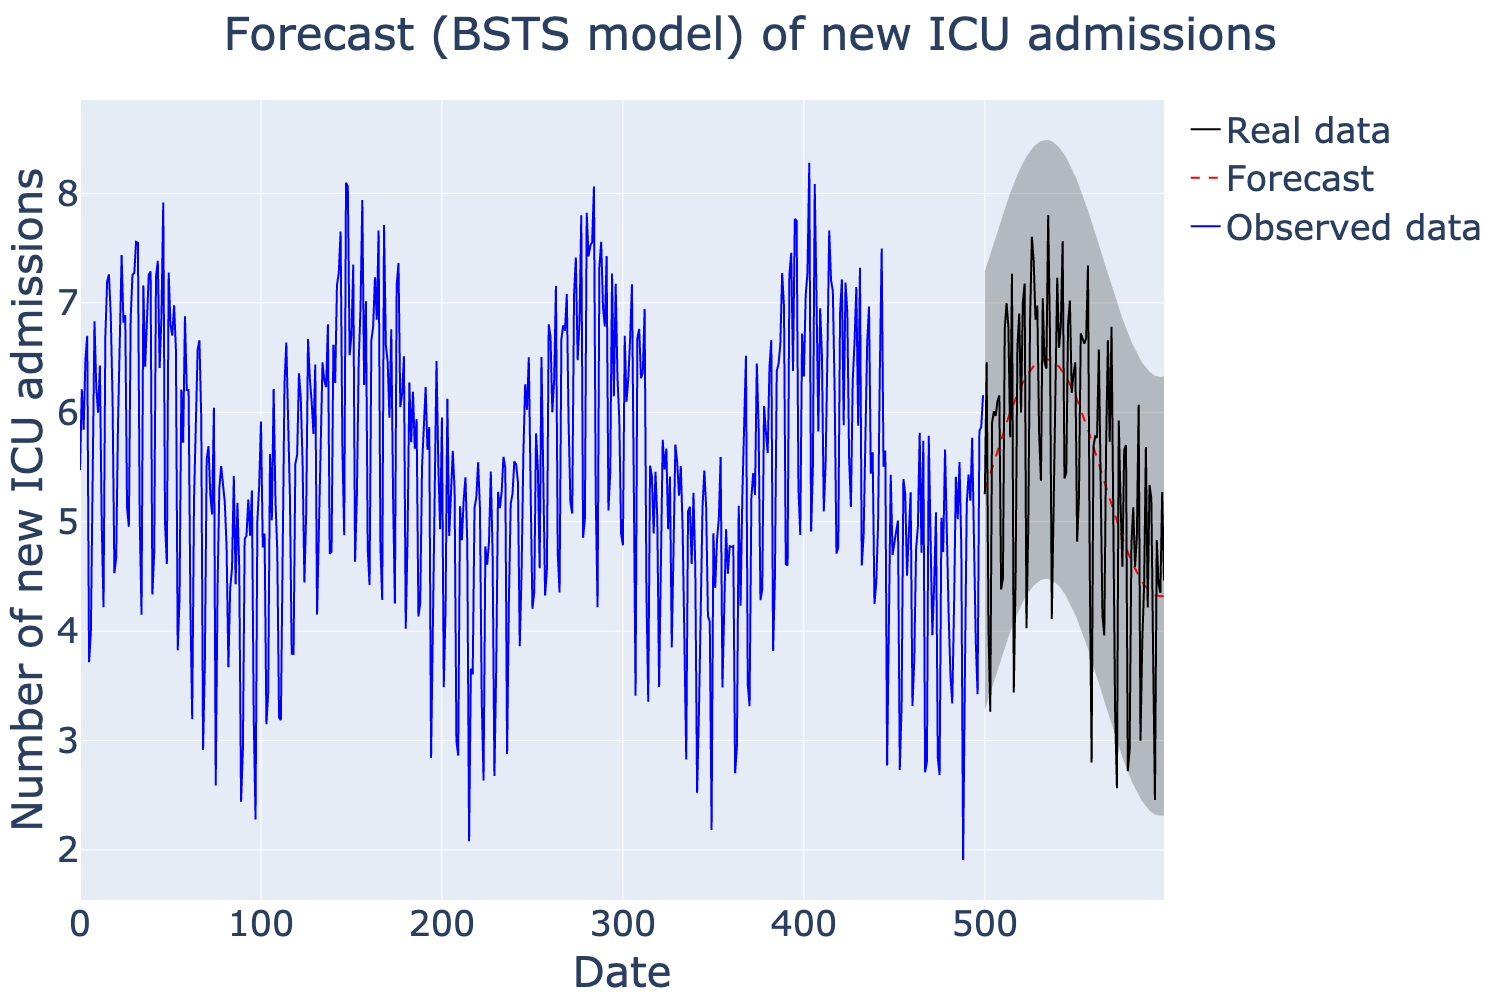 Forecast (BSTS model) of new ICU admissions
Real data
Forecast
Observed data
Number of new ICU admissions
8
7
6
5
4
3
2
0 100 200 300 400 500
Date